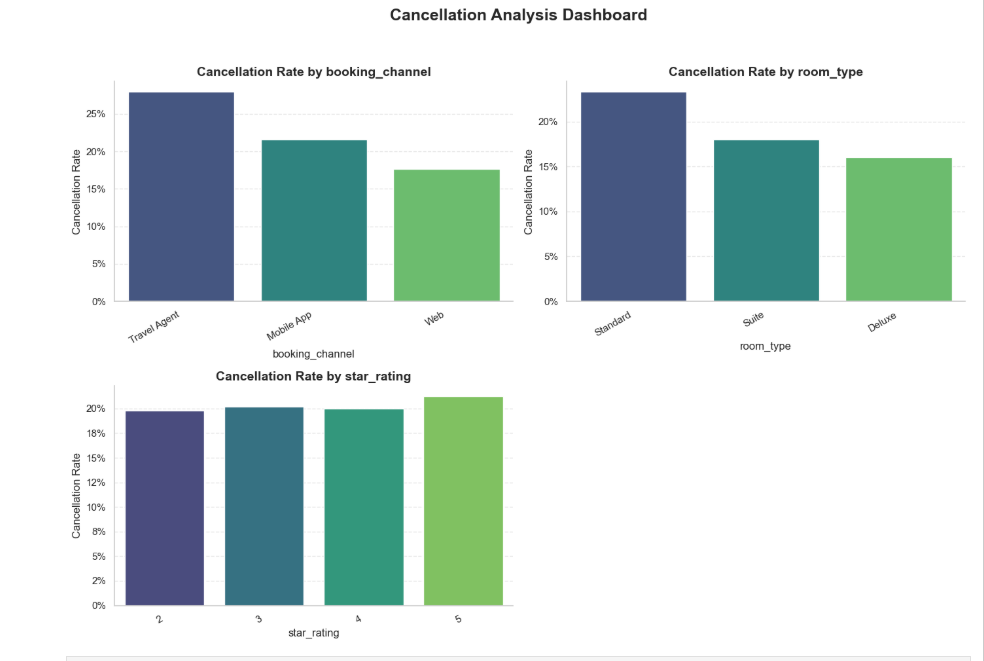 Cancellation Analysis Dashboard
Cancellation Rate by booking_channel
Cancellation Rate
25%
20%
15%
10%
5%
0%
Travel Agent
Mobile App
Web
booking_channel
Cancellation Rate by room_type
Cancellation Rate
20%
15%
10%
5%
0%
Standard
Suite
Deluxe
room_type
Cancellation Rate by star_rating
Cancellation Rate
20%
18%
15%
12%
10%
8%
5%
2%
0%
2
3
4
5
star_rating